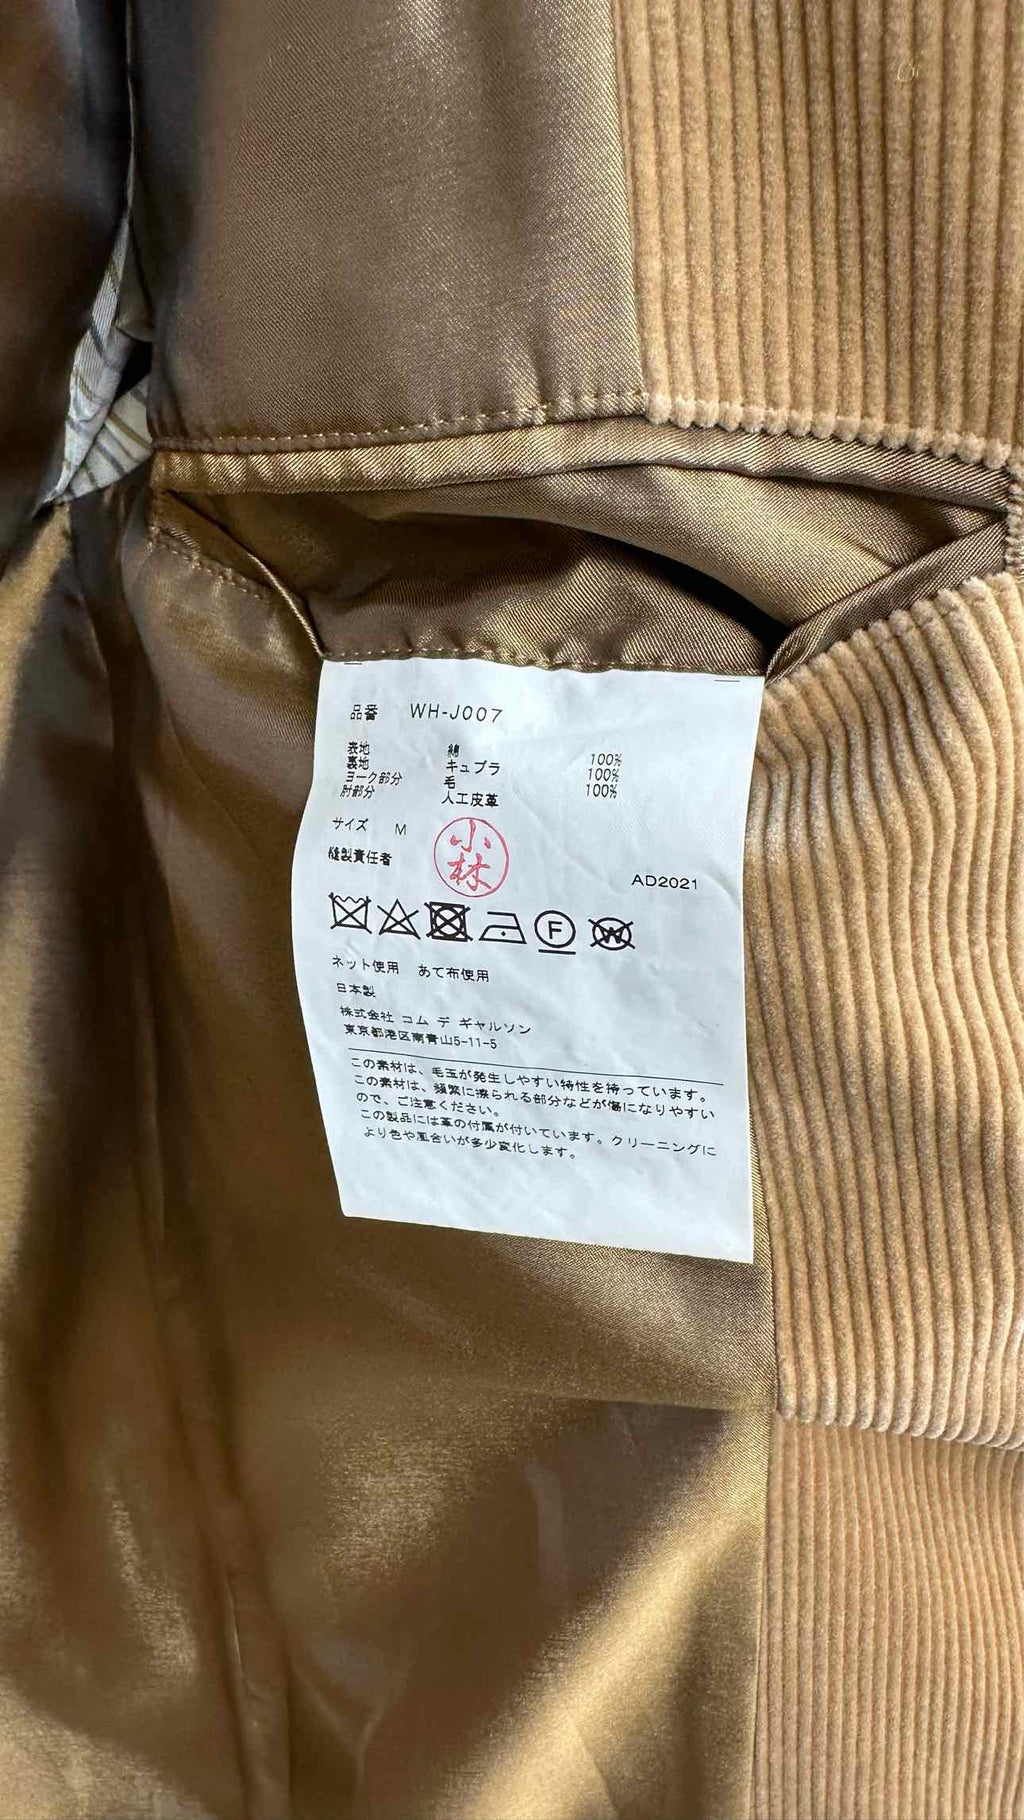 品番 WH-J007
表地 綿 100%
裏地 キュプラ 100%
ヨーク部分 毛 100%
肘部分 人工皮革
サイズ M
縫製責任者 小林
AD2021
F W
ネット使用 あて布使用
日本製
株式会社 コム デ ギャルソン
東京都港区南青山5-11-5
この素材は、毛玉が発生しやすい特性を持っています。
この素材は、頻繁に擦られる部分などが傷になりやすい
ので、ご注意ください。
この製品には革の付属が付いています。クリーニングに
より色や風合いが多少変化します。